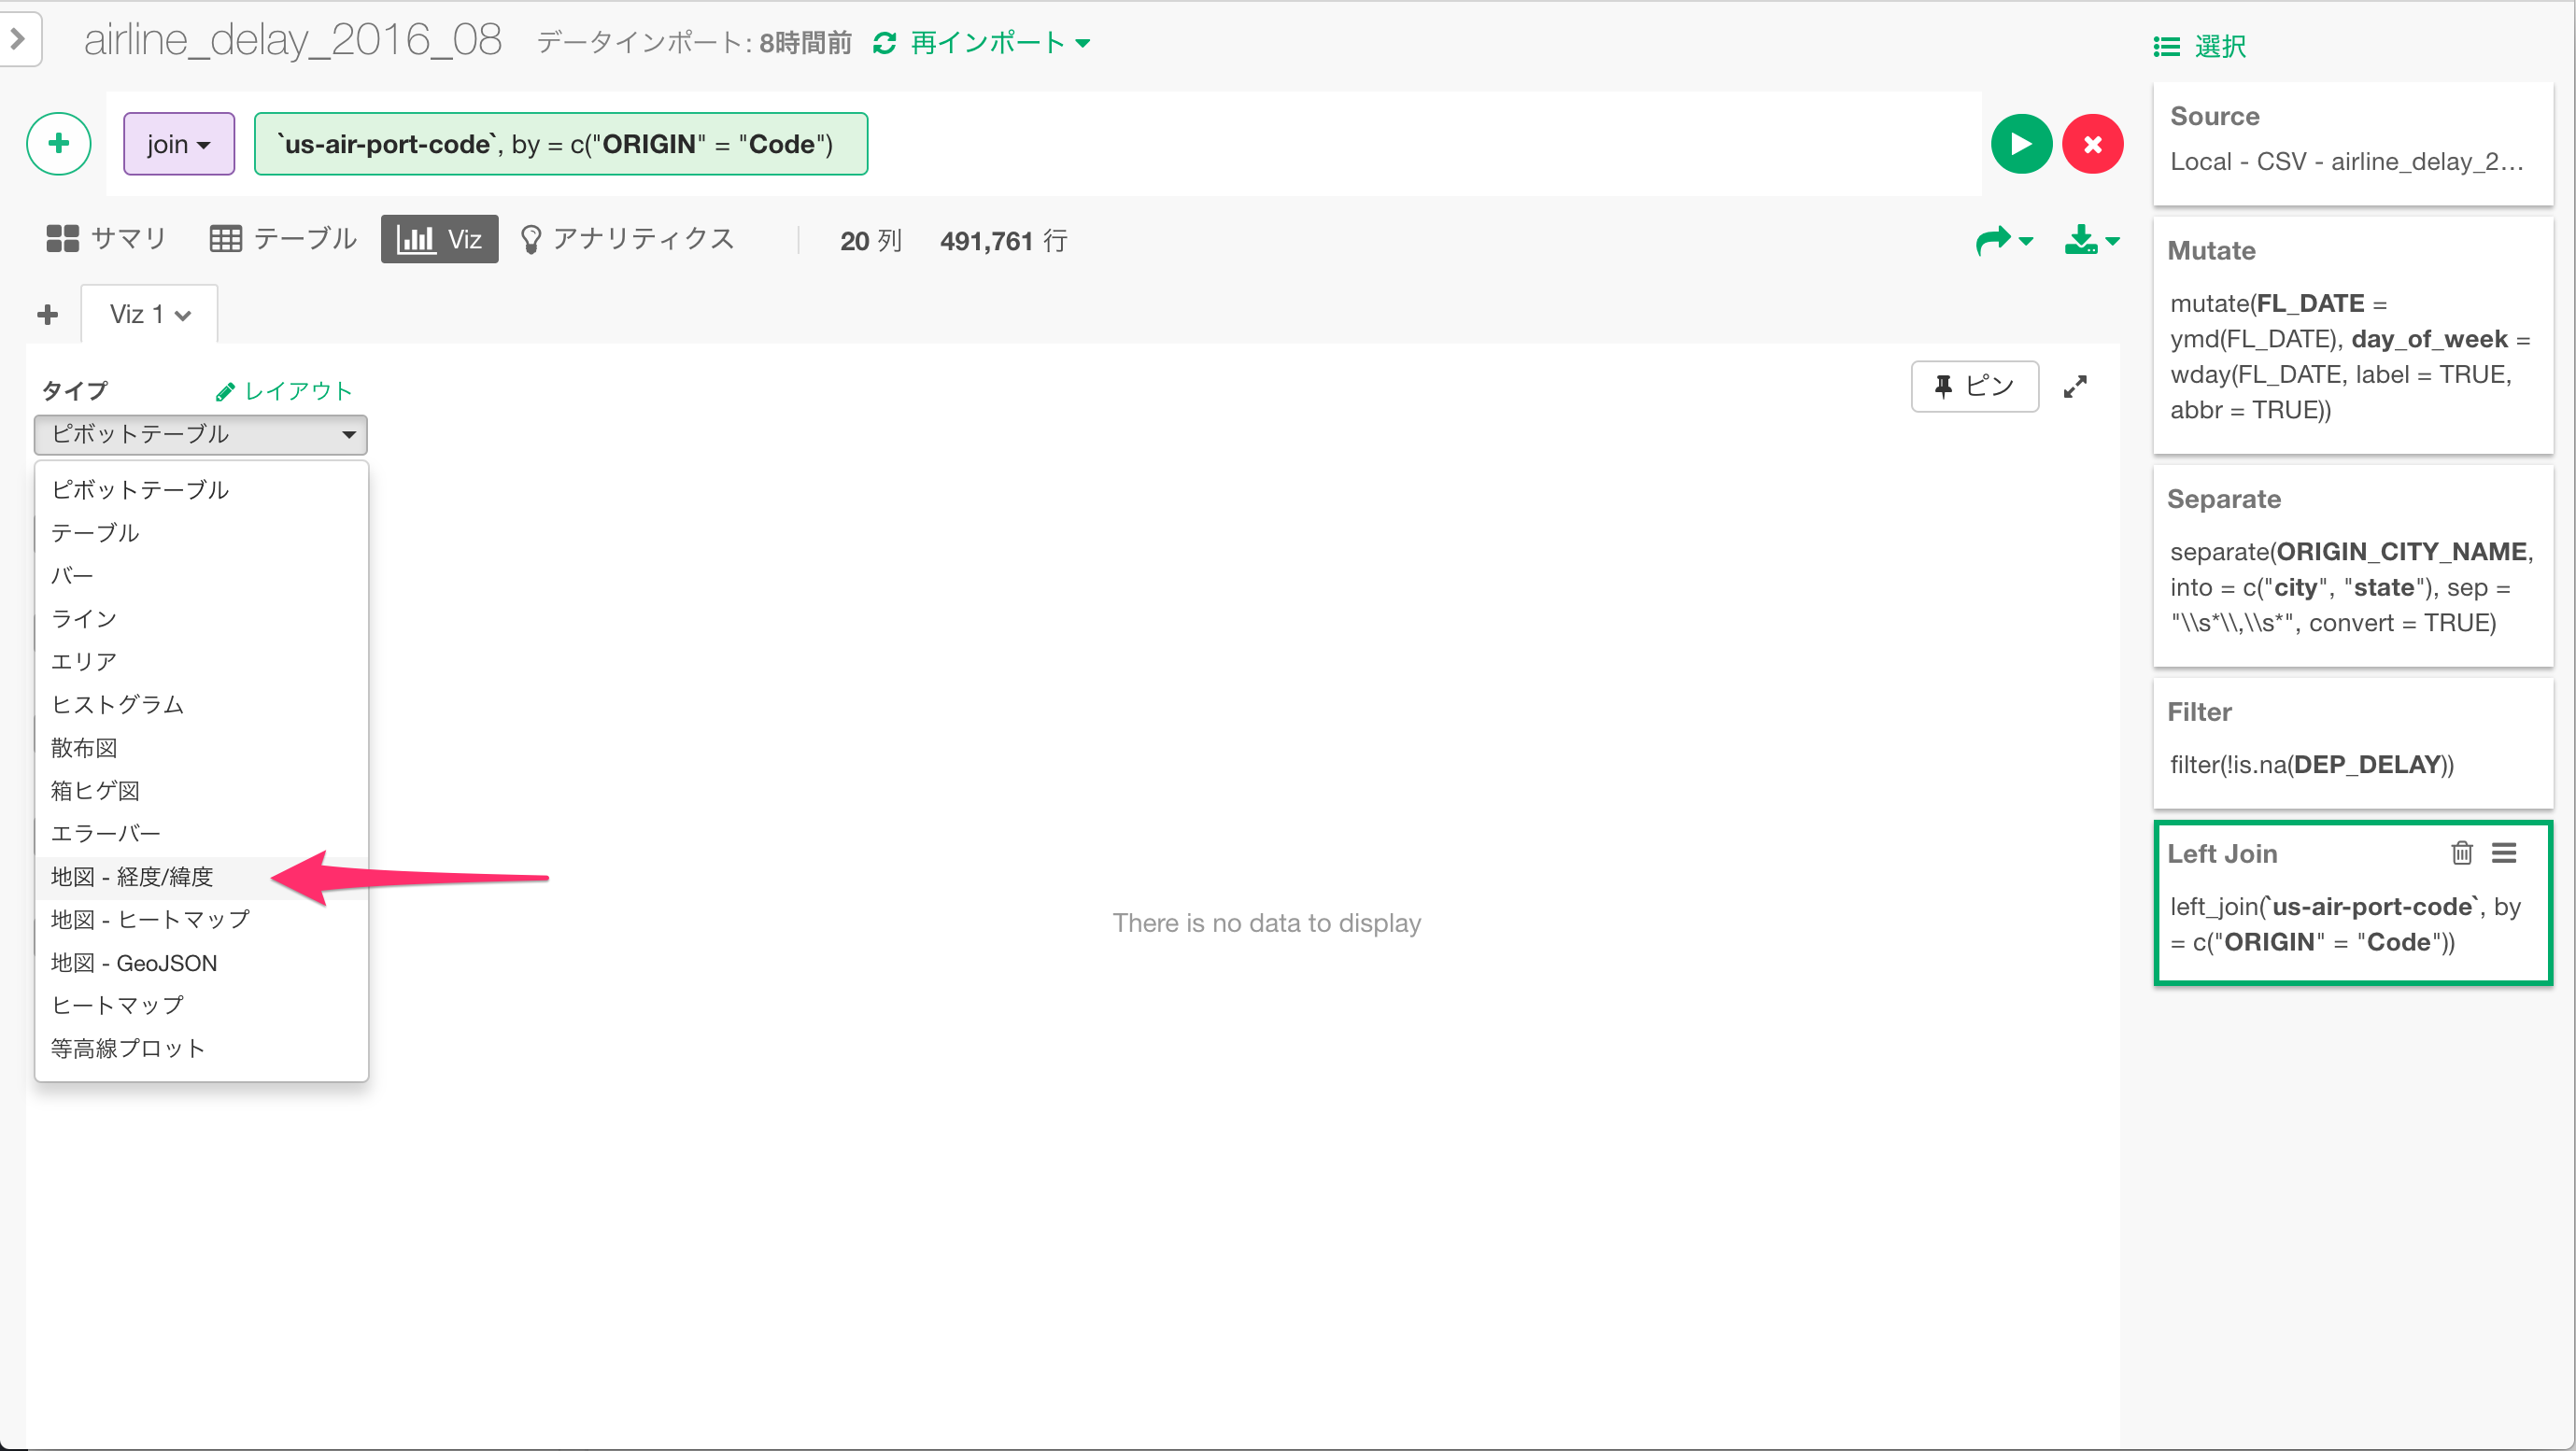 airline_delay_2016_08 データインポート: 8時間前 再インポート
join `us-air-port-code`, by = c("ORIGIN" = "Code")
サマリ テーブル Viz アナリティクス 20 列 491,761 行
Viz 1
タイプ レイアウト ピン
ピボットテーブル
ピボットテーブル
テーブル
バー
ライン
エリア
ヒストグラム
散布図
箱ヒゲ図
エラーバー
地図 - 経度/緯度
地図 - ヒートマップ
地図 - GeoJSON
ヒートマップ
等高線プロット
There is no data to display
選択
Source
Local - CSV - airline_delay_2...
Mutate
mutate(FL_DATE =
ymd(FL_DATE), day_of_week =
wday(FL_DATE, label = TRUE,
abbr = TRUE))
Separate
separate(ORIGIN_CITY_NAME,
into = c("city", "state"), sep =
"\\s*\\,\\s*", convert = TRUE)
Filter
filter(!is.na(DEP_DELAY))
Left Join
left_join(`us-air-port-code`, by
= c("ORIGIN" = "Code"))